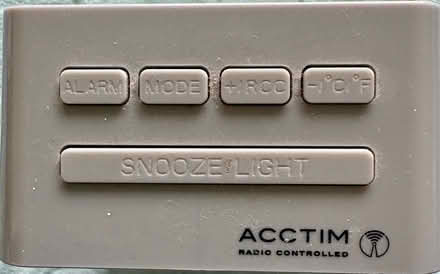 ALARM MODE +/RCC -/°C °F
SNOOZE/LIGHT
ACCTIM
RADIO CONTROLLED